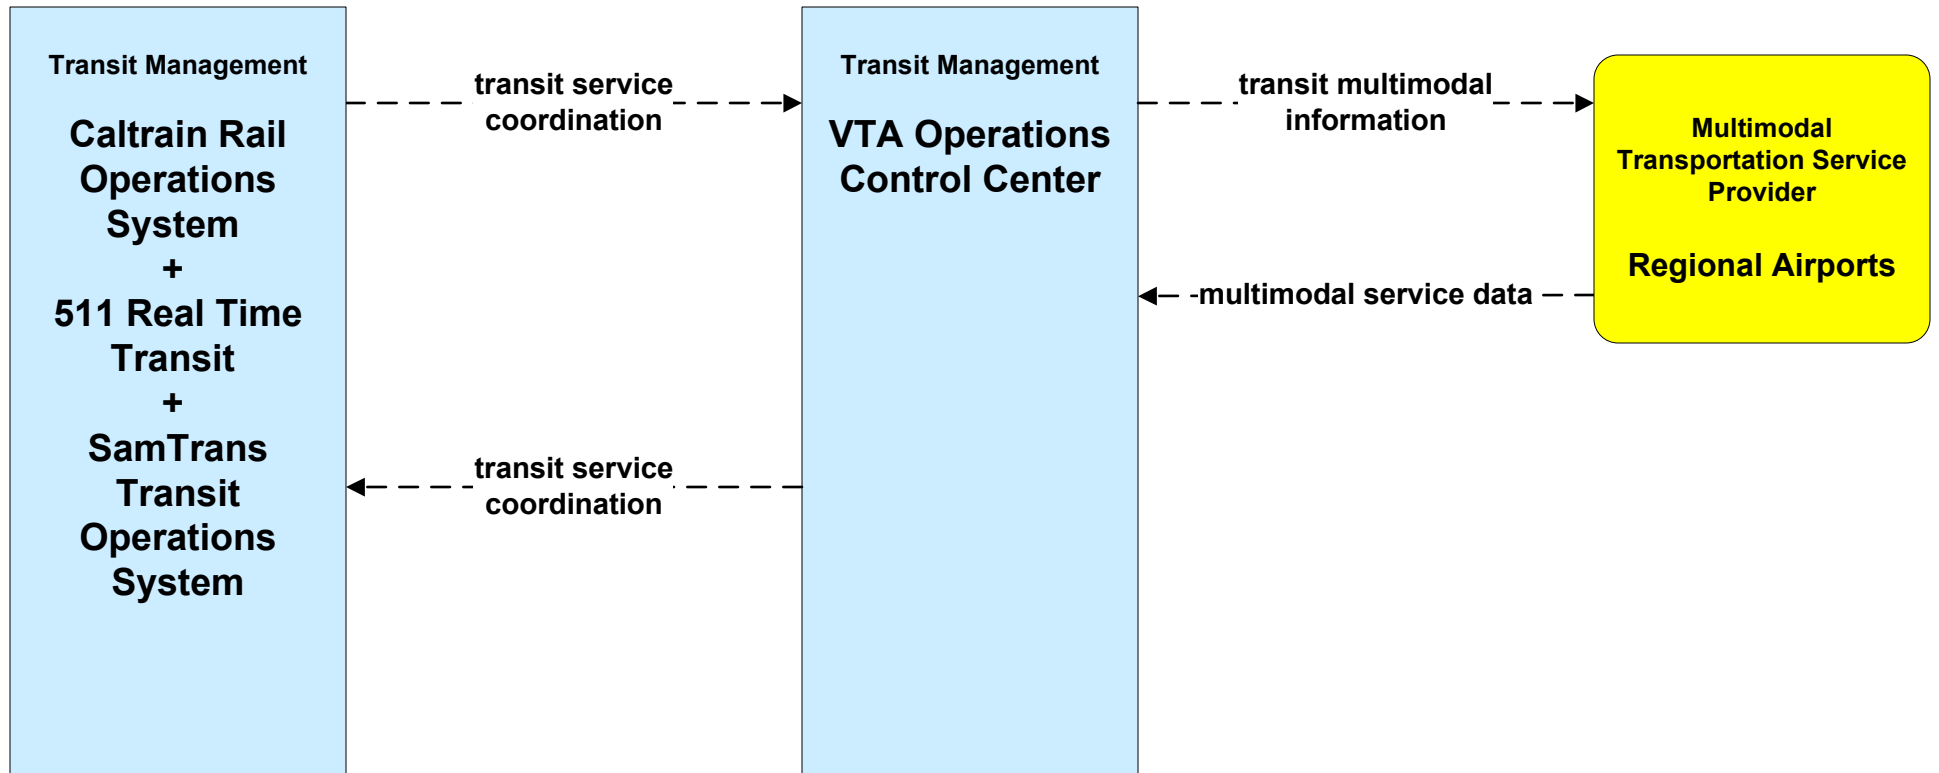 Transit Management
Caltrain Rail
Operations
System
+
511 Real Time
Transit
+
SamTrans
Transit
Operations
System
transit service
coordination
transit service
coordination
Transit Management
VTA Operations
Control Center
transit multimodal
information
multimodal service data
Multimodal
Transportation Service
Provider
Regional Airports